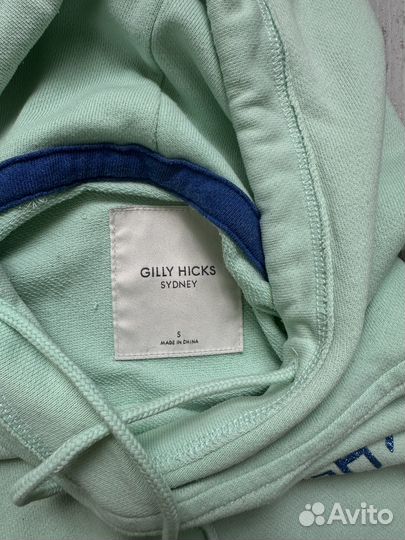 GILLY HICKS
SYDNEY
S
MADE IN CHINA
Avito